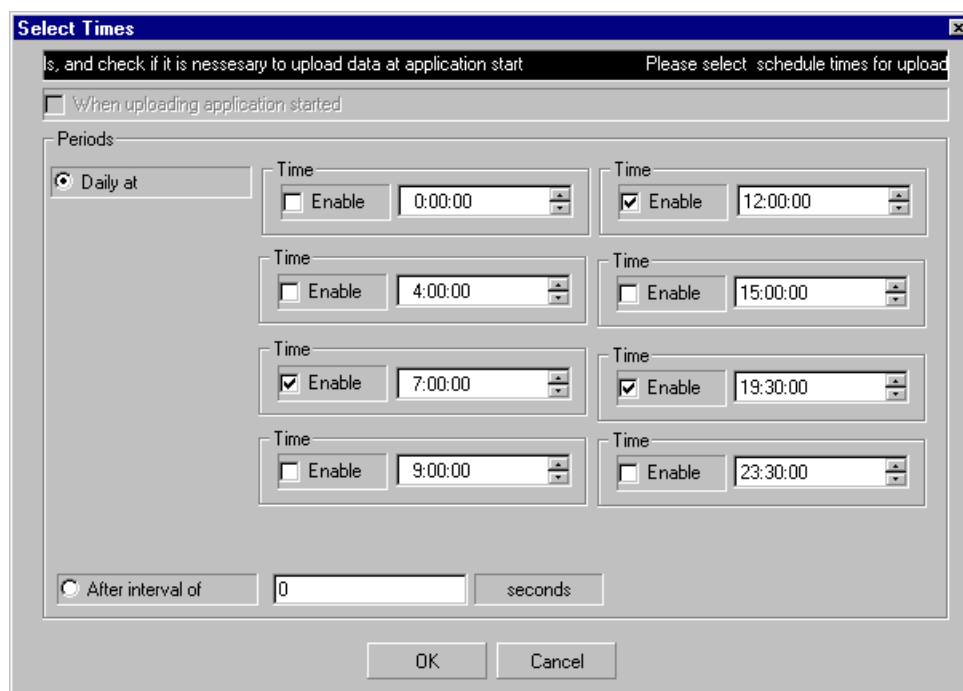 Select Times
ls, and check if it is nessesary to upload data at application start Please select schedule times for upload
When uploading application started
Periods
Daily at
Time
Enable 0:00:00
Time
Enable 12:00:00
Time
Enable 4:00:00
Time
Enable 15:00:00
Time
Enable 7:00:00
Time
Enable 19:30:00
Time
Enable 9:00:00
Time
Enable 23:30:00
After interval of 0 seconds
OK Cancel